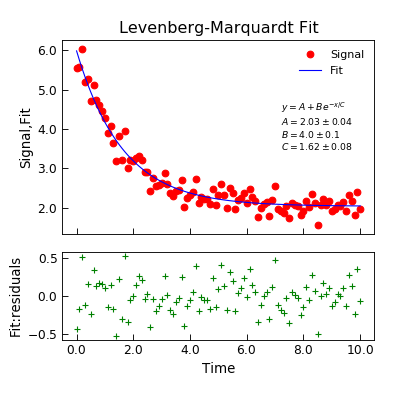 Levenberg-Marquardt Fit
6.0
5.0
4.0
3.0
2.0
Signal,Fit
Signal
Fit
y = A + Be^{-x/C}
A = 2.03 ± 0.04
B = 4.0 ± 0.1
C = 1.62 ± 0.08
0.5
0.0
−0.5
Fit:residuals
0.0 2.0 4.0 6.0 8.0 10.0
Time